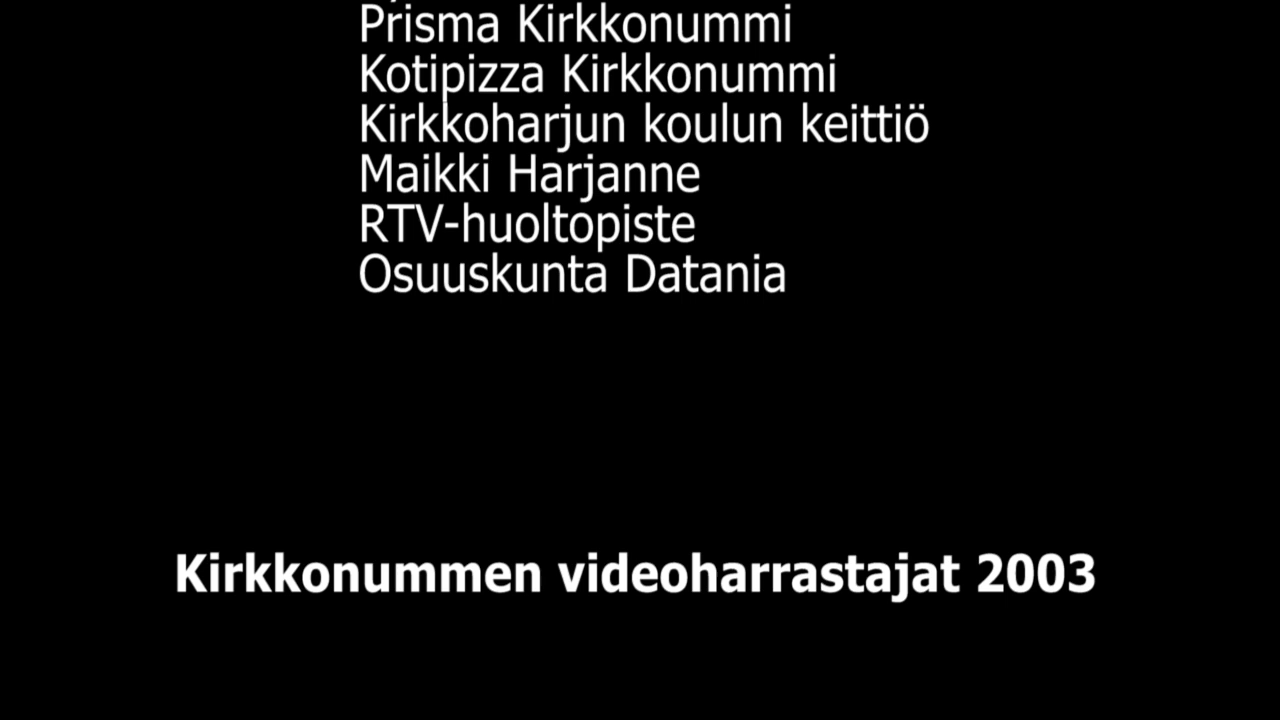 Prisma Kirkkonummi
Kotipizza Kirkkonummi
Kirkkoharjun koulun keittiö
Maikki Harjanne
RTV-huoltopiste
Osuuskunta Datania
Kirkkonummen videoharrastajat 2003